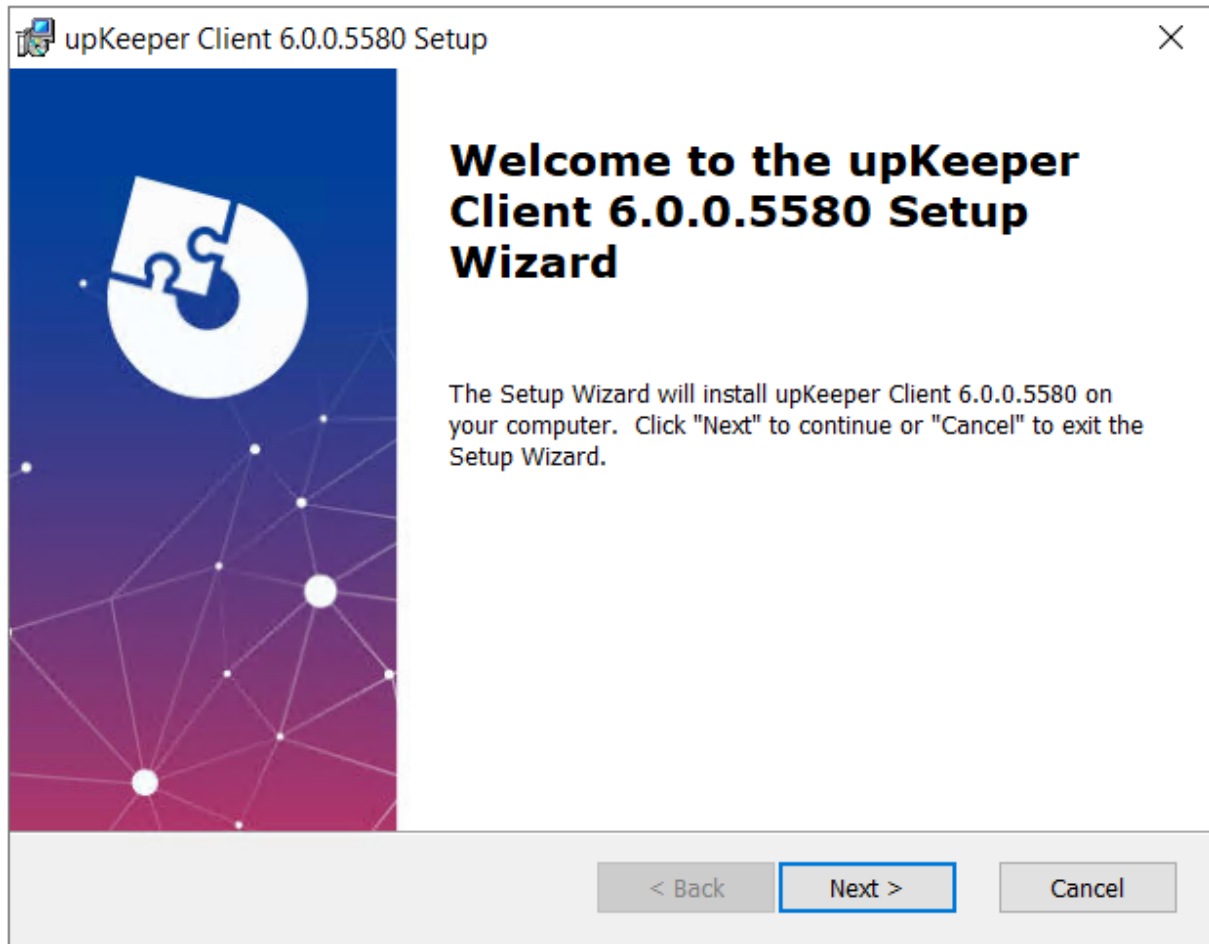 upKeeper Client 6.0.0.5580 Setup
Welcome to the upKeeper
Client 6.0.0.5580 Setup
Wizard
The Setup Wizard will install upKeeper Client 6.0.0.5580 on
your computer.  Click "Next" to continue or "Cancel" to exit the
Setup Wizard.
< Back
Next >
Cancel